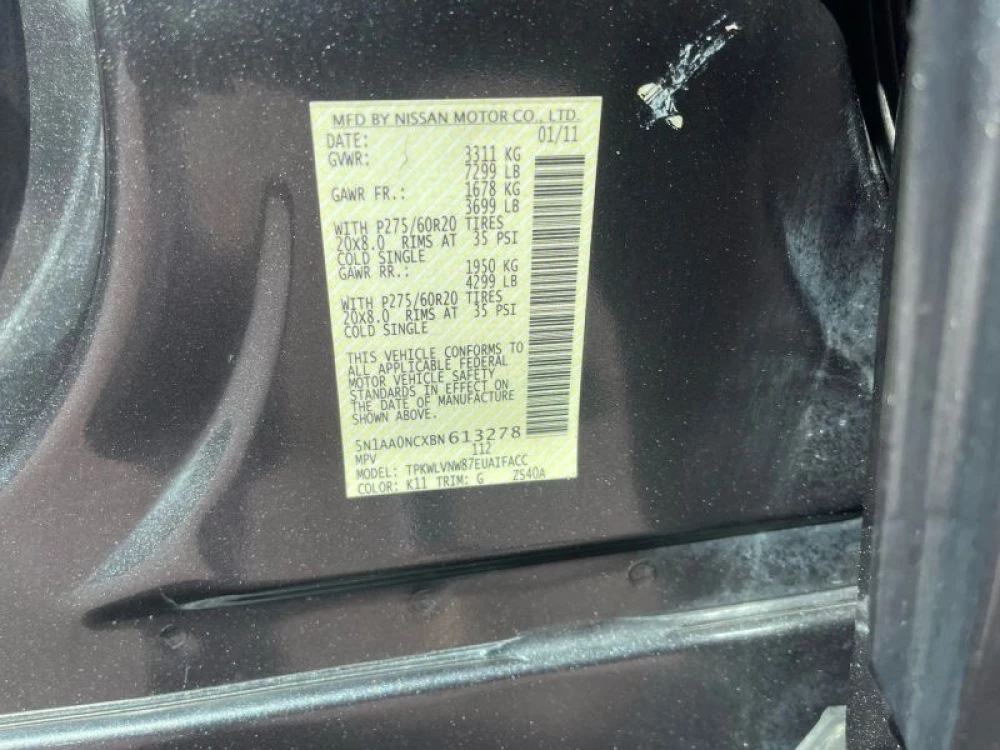 MFD BY NISSAN MOTOR CO., LTD.
DATE: 01/11
GVWR: 3311 KG
7299 LB
GAWR FR.: 1678 KG
3699 LB
WITH P275/60R20 TIRES
20X8.0 RIMS AT 35 PSI
COLD SINGLE
GAWR RR.: 1950 KG
4299 LB
WITH P275/60R20 TIRES
20X8.0 RIMS AT 35 PSI
COLD SINGLE
THIS VEHICLE CONFORMS TO
ALL APPLICABLE FEDERAL
MOTOR VEHICLE SAFETY
STANDARDS IN EFFECT ON
THE DATE OF MANUFACTURE
SHOWN ABOVE.
5N1AA0NCXBN613278
MPV 112
MODEL: TPKWLVNW87EUAIFACC
COLOR: K11 TRIM: G ZS40A